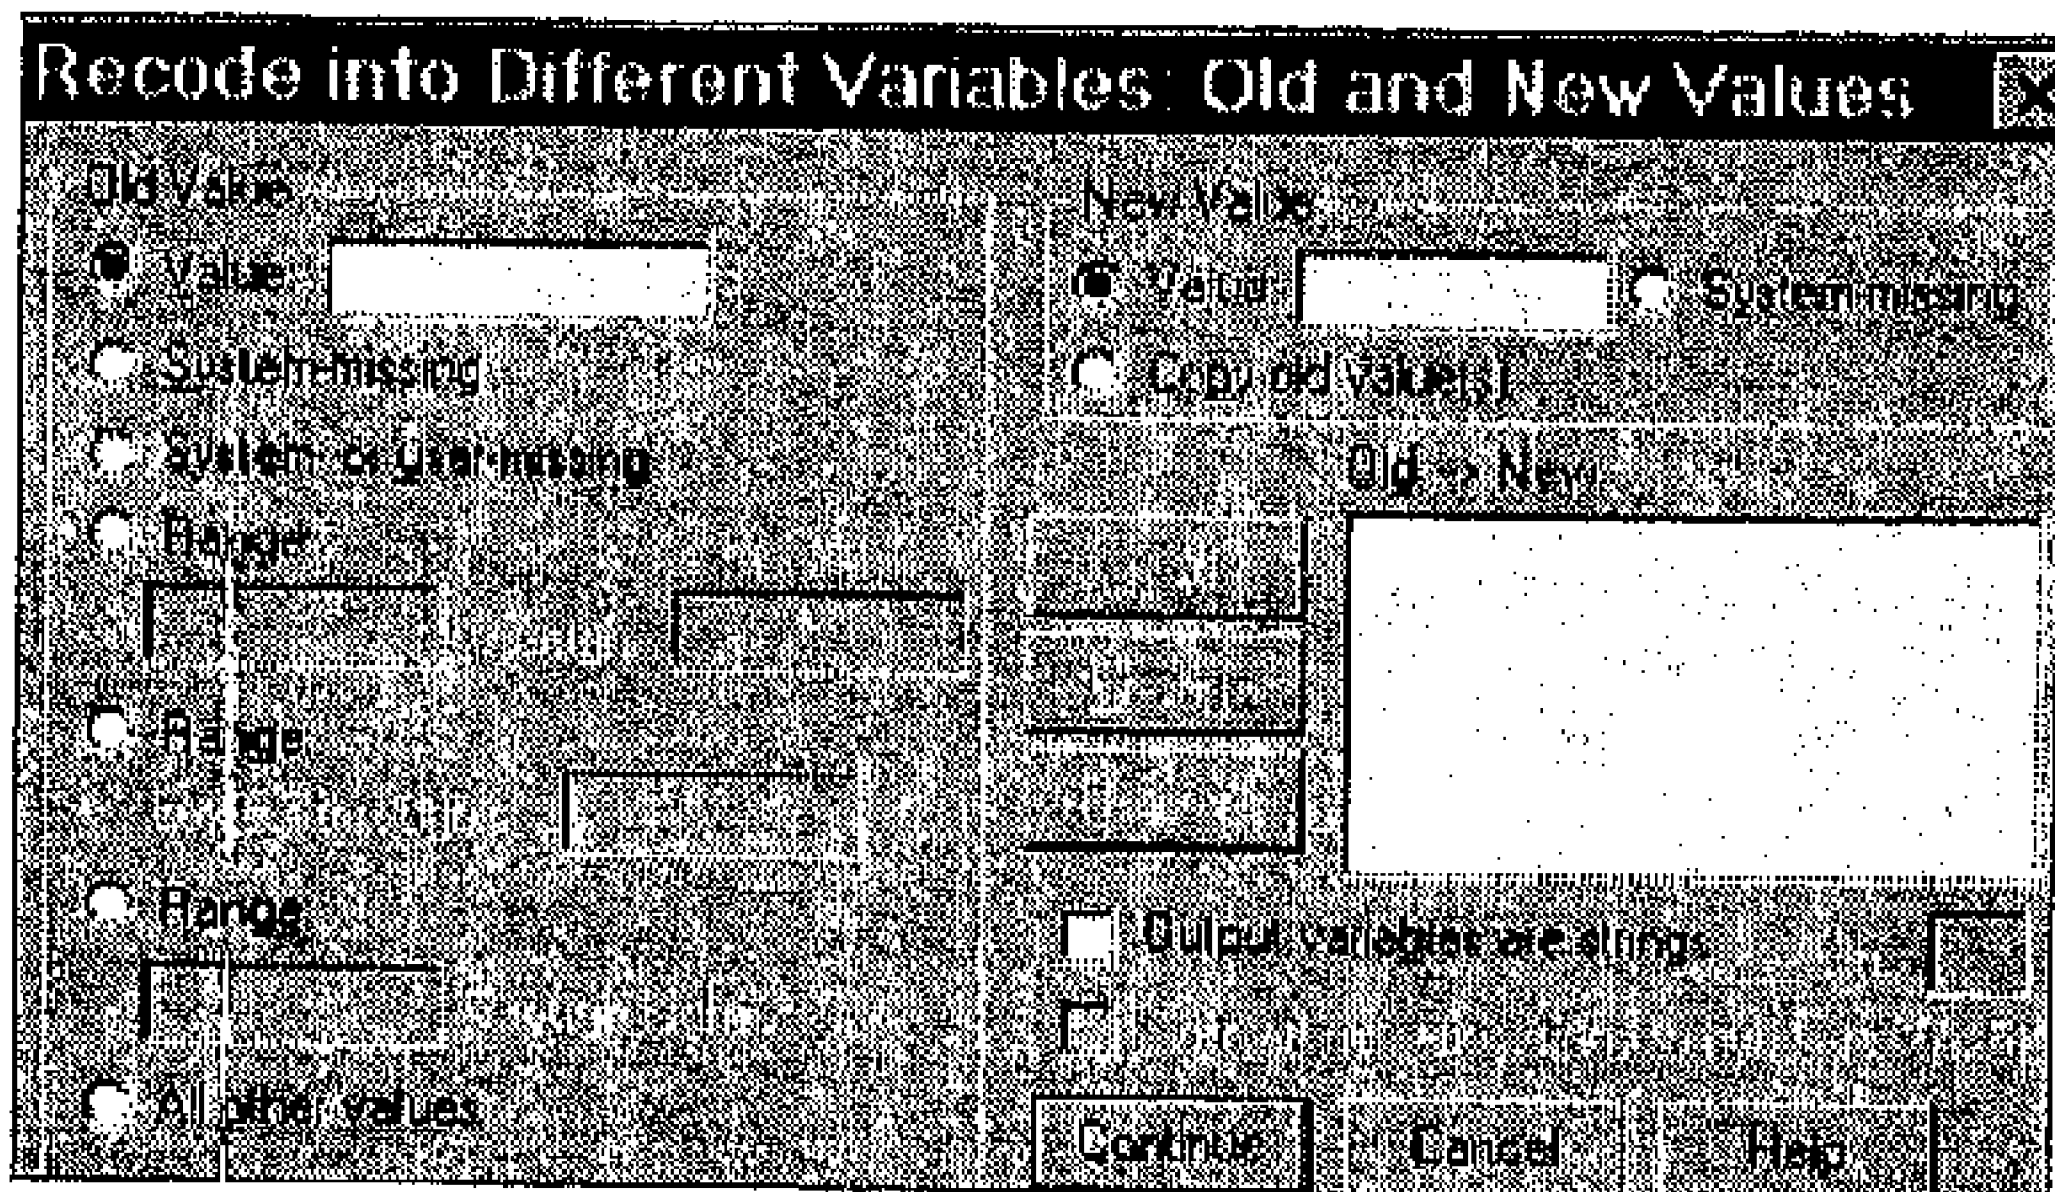 Recode into Different Variables: Old and New Values
Old Value
Value:
System-missing
System- or user-missing
Range:
Range:
Range:
All other values
New Value
Value:
System-missing
Copy old value(s)
Old -> New:
Output variables are strings
Continue
Cancel
Help